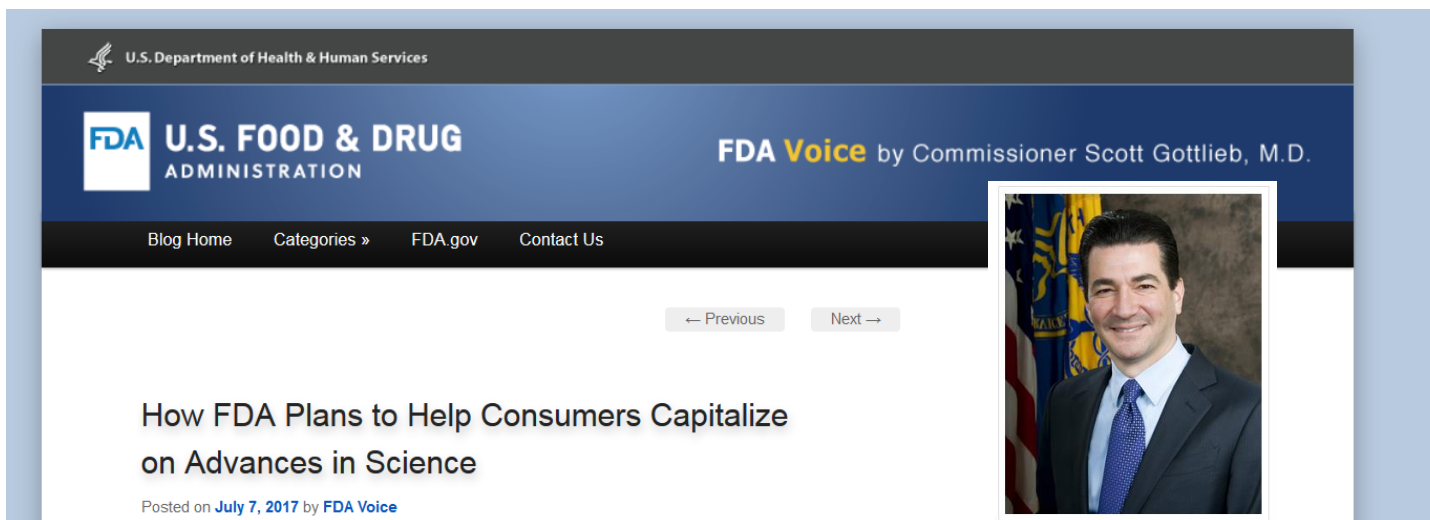 U.S. Department of Health & Human Services
FDA
U.S. FOOD & DRUG
ADMINISTRATION
FDA Voice by Commissioner Scott Gottlieb, M.D.
Blog Home Categories » FDA.gov Contact Us
← Previous Next →
How FDA Plans to Help Consumers Capitalize
on Advances in Science
Posted on July 7, 2017 by FDA Voice